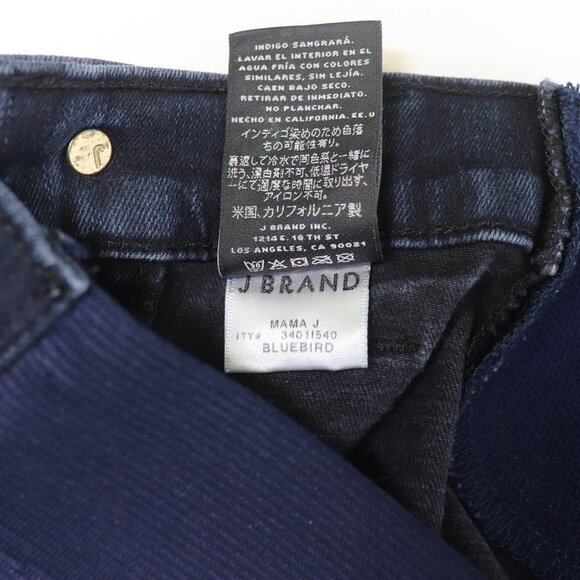 INDIGO SANGRARÁ.
LAVAR EL INTERIOR EN EL
AGUA FRÍA CON COLORES
SIMILARES, SIN LEJÍA.
CAEN BAJO SECO.
RETIRAR DE INMEDIATO.
NO PLANCHAR.
HECHO EN CALIFORNIA. EE.U
インディゴ染めのため色落
ちの可能性有り。
裏返して冷水で同色系と一緒に
洗う、漂白剤不可、低温ドライヤ
ーにて適度な時間に取り出す、
アイロン不可。
米国、カリフォルニア製
J BRAND INC.
1214 E. 18 TH ST
LOS ANGELES, CA 90021
J BRAND
MAMA J
STY# 34011540
BLUEBIRD
J